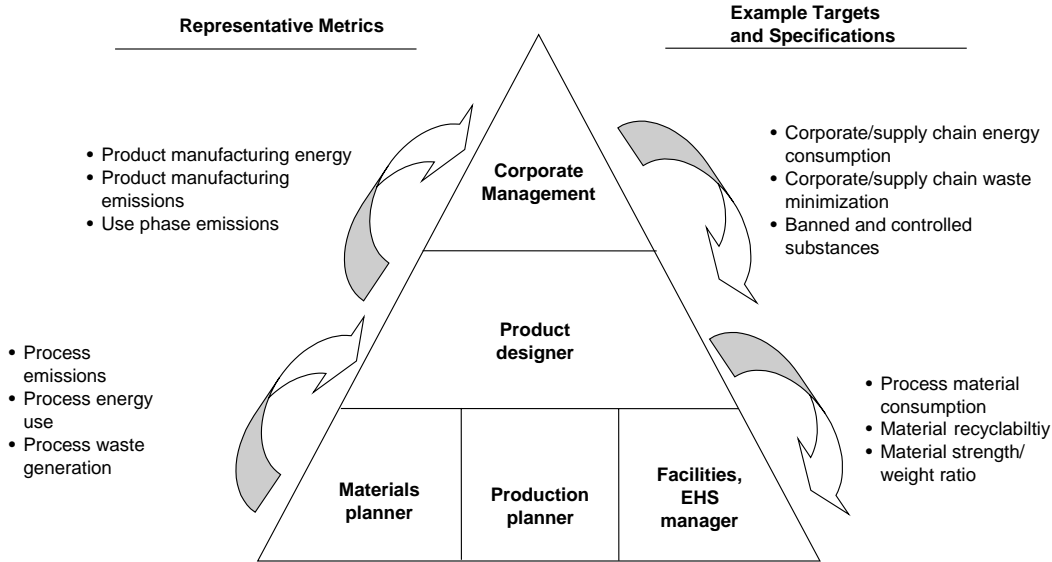 Representative Metrics
Example Targets
and Specifications
• Product manufacturing energy
• Product manufacturing
emissions
• Use phase emissions
Corporate
Management
• Corporate/supply chain energy
consumption
• Corporate/supply chain waste
minimization
• Banned and controlled
substances
Product
designer
• Process
emissions
• Process energy
use
• Process waste
generation
• Process material
consumption
• Material recyclabiltiy
• Material strength/
weight ratio
Materials
planner
Production
planner
Facilities,
EHS
manager